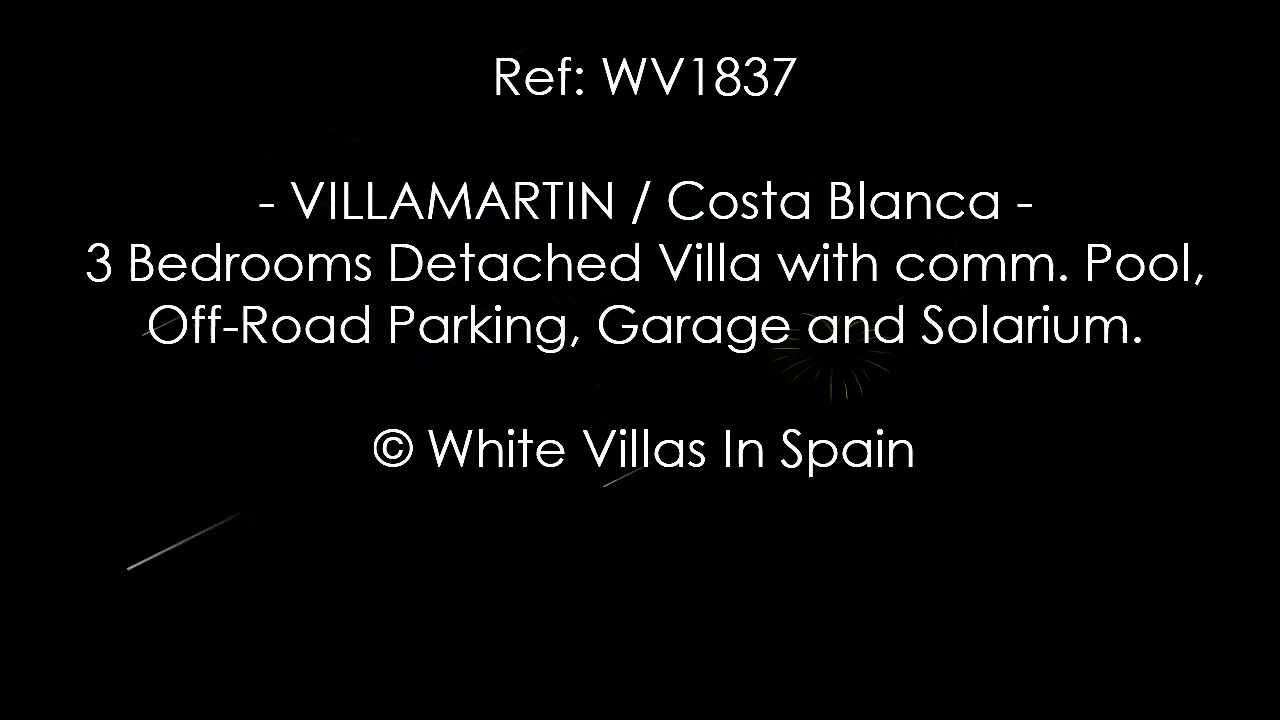 Ref: WV1837
- VILLAMARTIN / Costa Blanca -
3 Bedrooms Detached Villa with comm. Pool,
Off-Road Parking, Garage and Solarium.
© White Villas In Spain